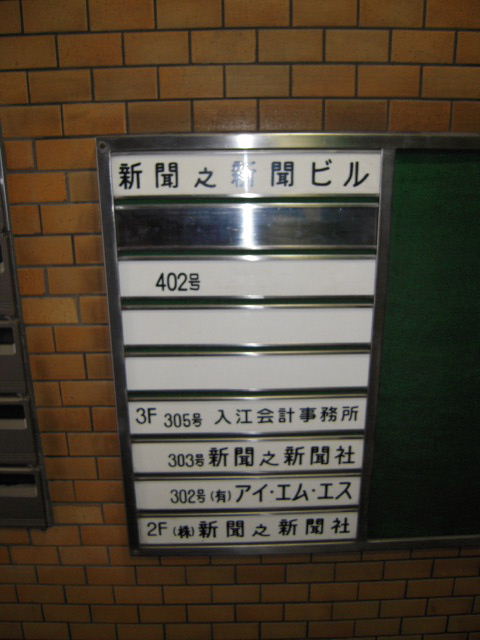 新聞之新聞ビル
402号
3F 305号 入江会計事務所
303号 新聞之新聞社
302号 (有) アイ・エム・エス
2F (株) 新聞之新聞社